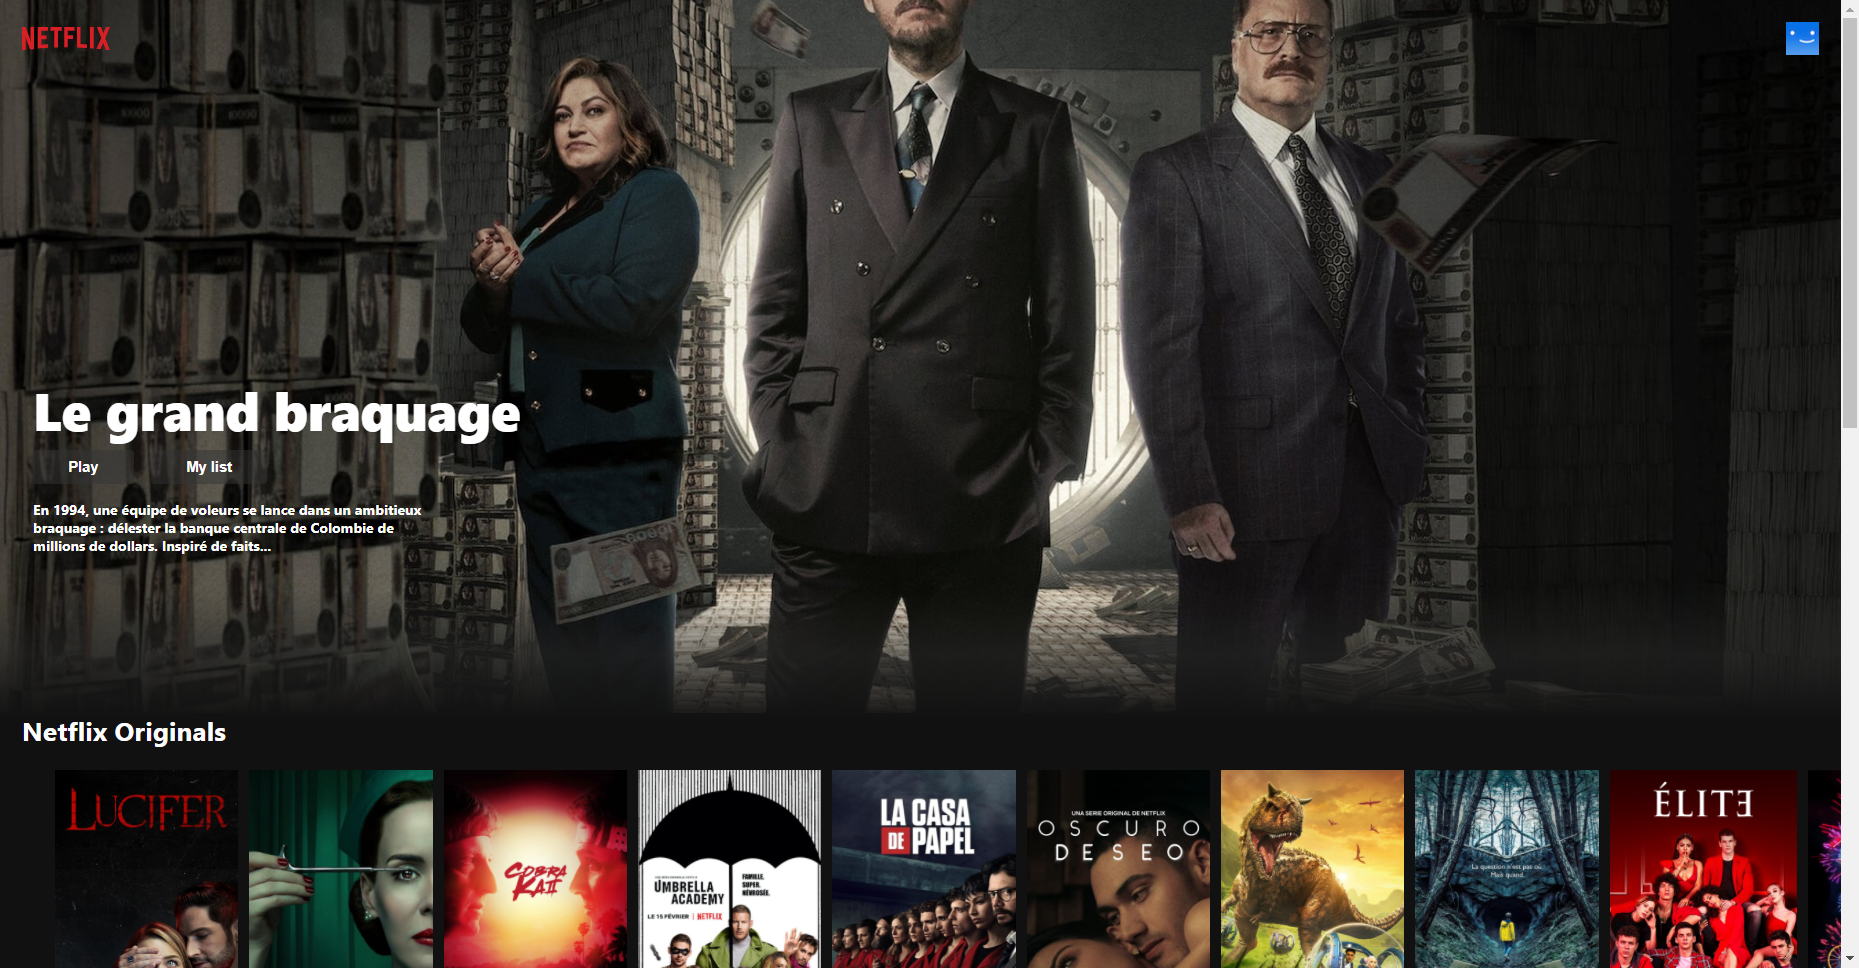 NETFLIX
Le grand braquage
Play
My list
En 1994, une équipe de voleurs se lance dans un ambitieux
braquage : délester la banque centrale de Colombie de
millions de dollars. Inspiré de faits...
Netflix Originals
LUCIFER
COBRA
KAI
UMBRELLA
ACADEMY
FAMILLE.
SUPER.
NÉVROSÉE.
LE 15 FÉVRIER | NETFLIX
LA CASA
DE PAPEL
UNA SERIE ORIGINAL DE NETFLIX
OSCURO
DESEO
La question n'est pas où.
Mais quand.
ÉLITE